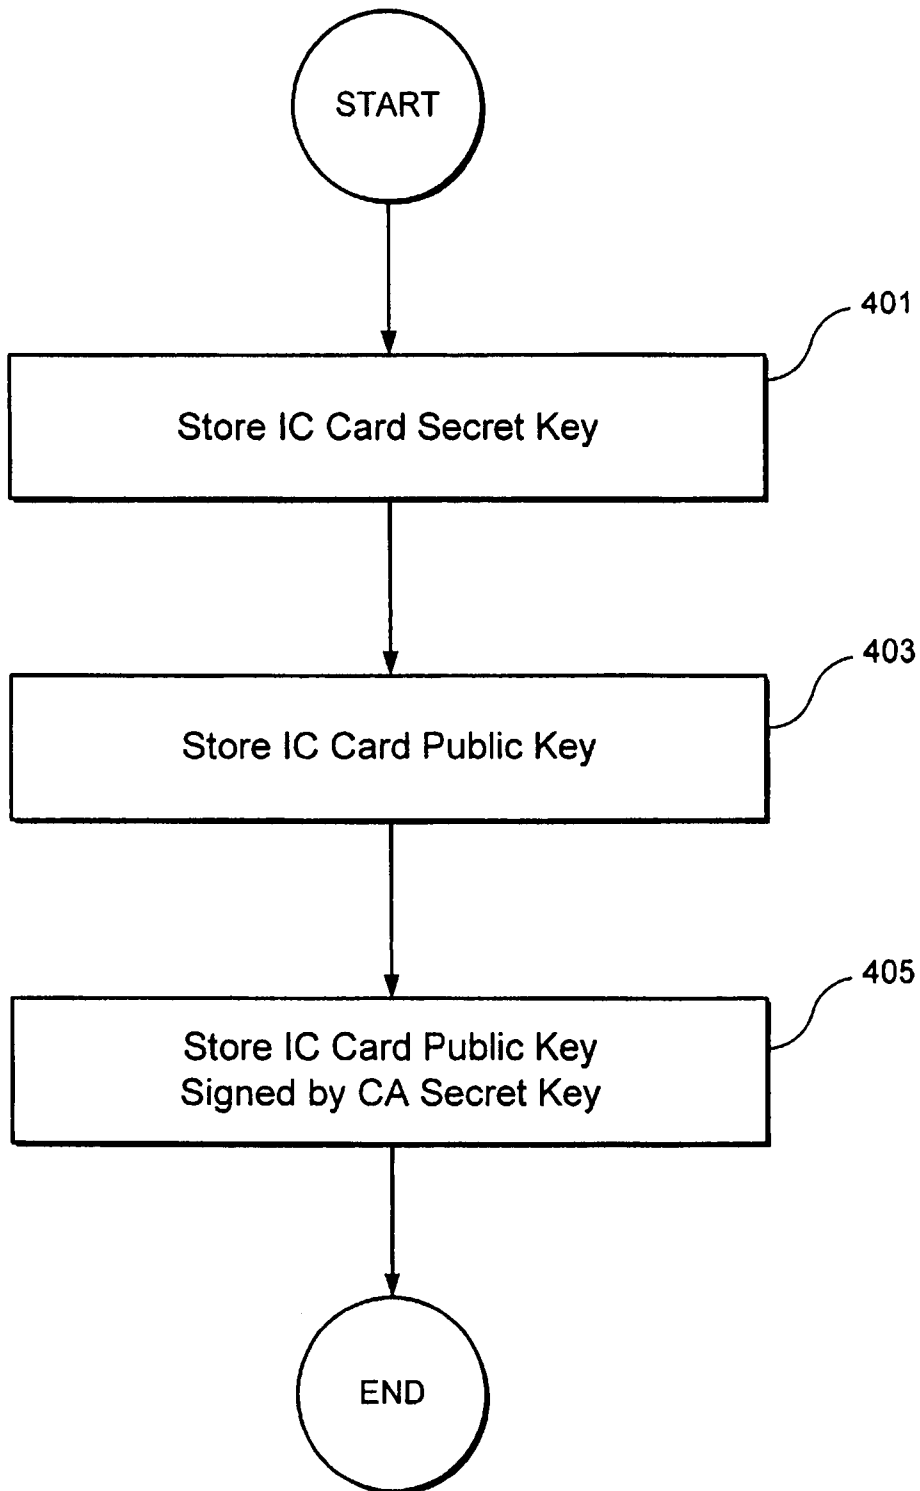 START
401
Store IC Card Secret Key
403
Store IC Card Public Key
405
Store IC Card Public Key
Signed by CA Secret Key
END